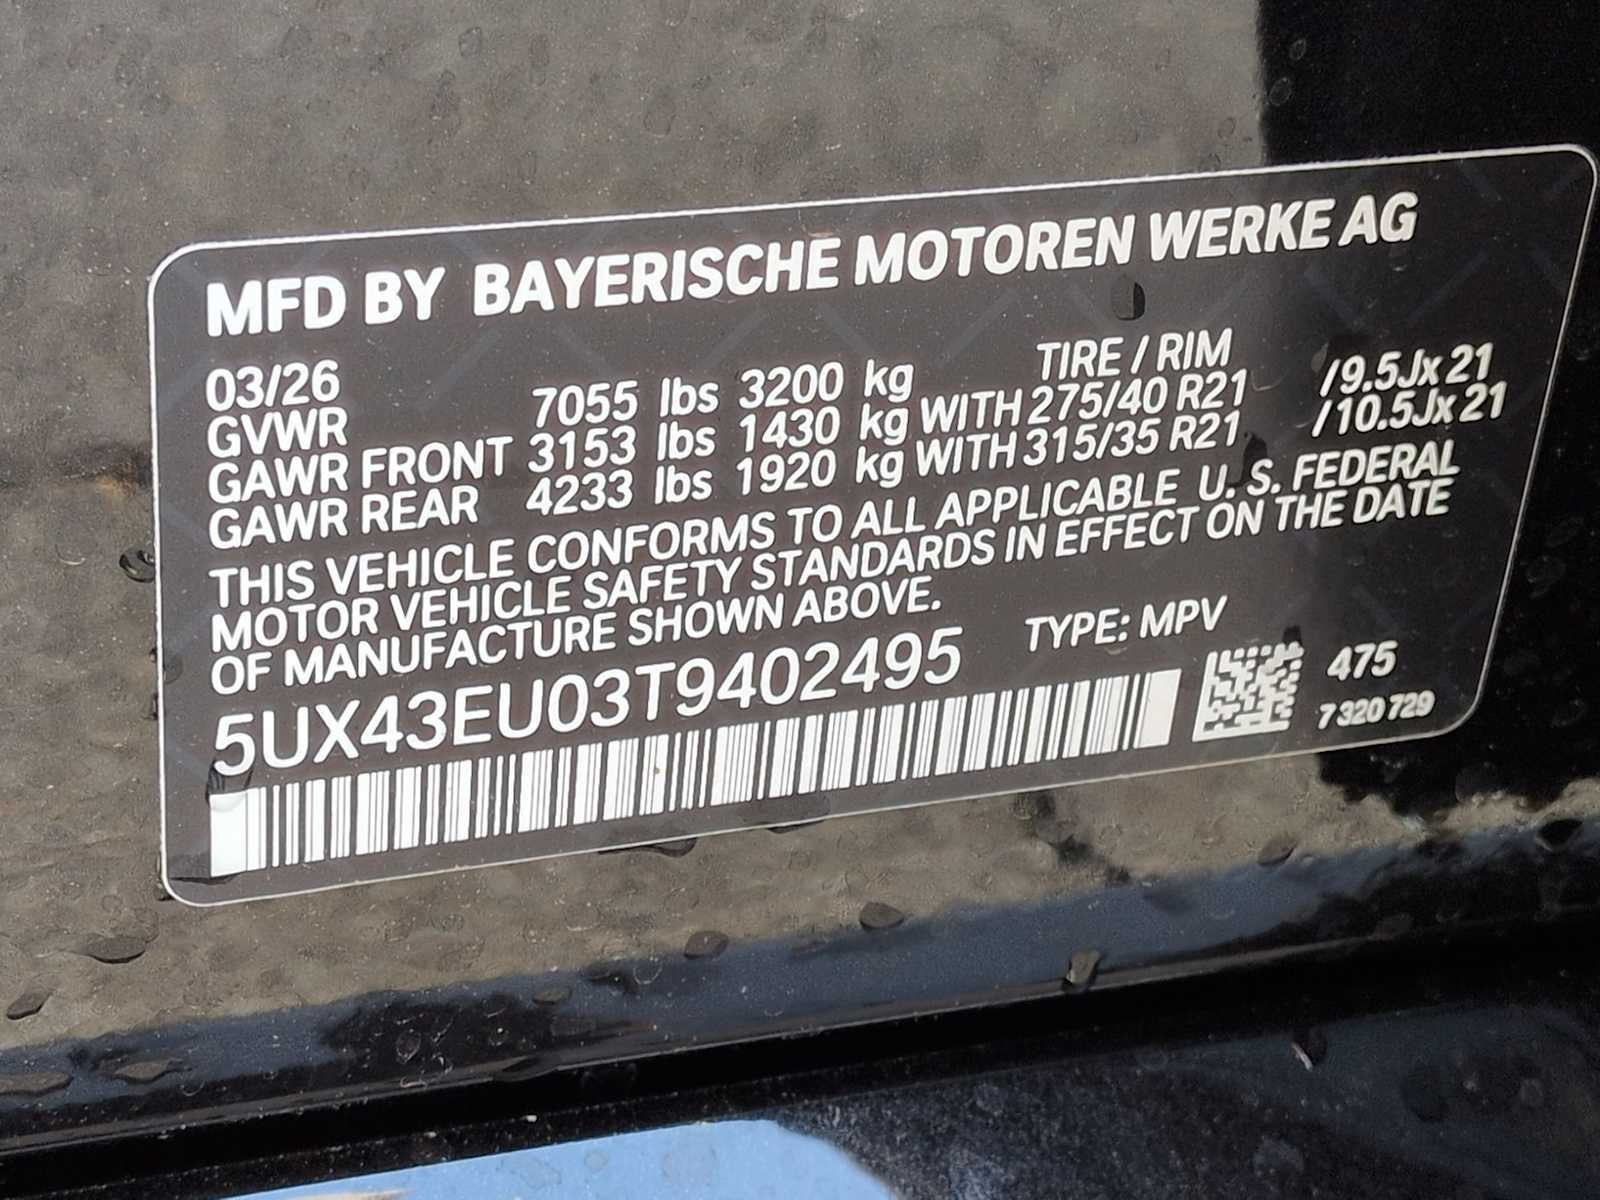 MFD BY BAYERISCHE MOTOREN WERKE AG
03/26 TIRE / RIM
GVWR 7055 lbs 3200 kg
GAWR FRONT 3153 lbs 1430 kg WITH 275/40 R21 /9.5Jx21
GAWR REAR 4233 lbs 1920 kg WITH 315/35 R21 /10.5Jx21
THIS VEHICLE CONFORMS TO ALL APPLICABLE U. S. FEDERAL
MOTOR VEHICLE SAFETY STANDARDS IN EFFECT ON THE DATE
OF MANUFACTURE SHOWN ABOVE.
TYPE: MPV
5UX43EU03T9402495
475
7 320 729